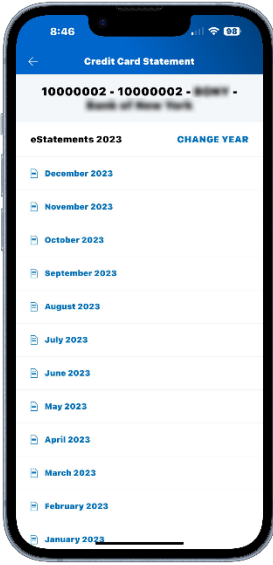 8:46
98
Credit Card Statement
10000002 - 10000002 - -
eStatements 2023
CHANGE YEAR
December 2023
November 2023
October 2023
September 2023
August 2023
July 2023
June 2023
May 2023
April 2023
March 2023
February 2023
January 2023